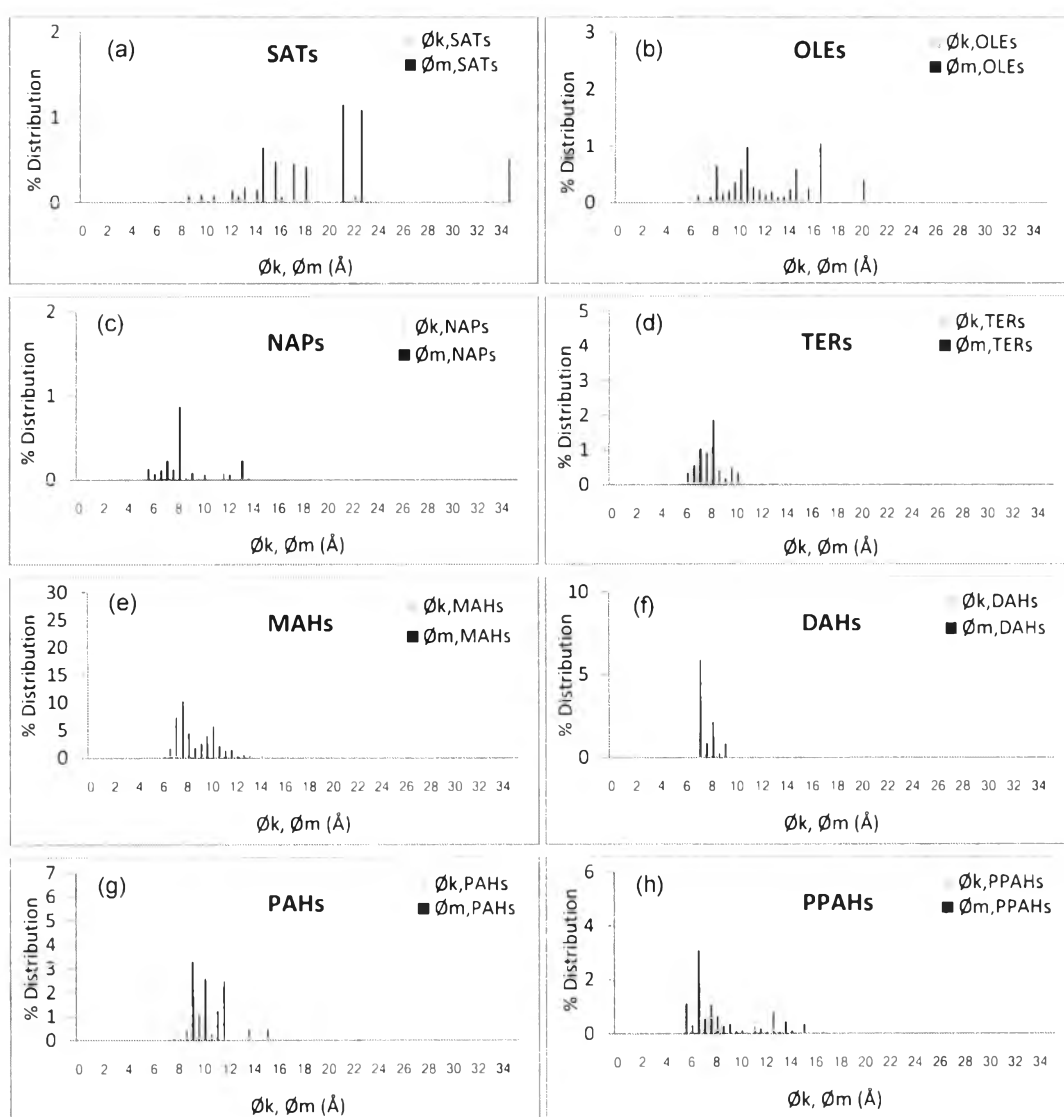 (a)
SATs
Øk,SATs
Øm,SATs
% Distribution
2
1
0
0 2 4 6 8 10 12 14 16 18 20 22 24 26 28 30 32 34
Øk, Øm (Å)
(b)
OLEs
Øk,OLEs
Øm,OLEs
% Distribution
3
2
1
0
0 2 4 6 8 10 12 14 16 18 20 22 24 26 28 30 32 34
Øk, Øm (Å)
(c)
NAPs
Øk,NAPs
Øm,NAPs
% Distribution
2
1
0
0 2 4 6 8 10 12 14 16 18 20 22 24 26 28 30 32 34
Øk, Øm (Å)
(d)
TERs
Øk,TERs
Øm,TERs
% Distribution
5
4
3
2
1
0
0 2 4 6 8 10 12 14 16 18 20 22 24 26 28 30 32 34
Øk, Øm (Å)
(e)
MAHs
Øk,MAHs
Øm,MAHs
% Distribution
30
25
20
15
10
5
0
0 2 4 6 8 10 12 14 16 18 20 22 24 26 28 30 32 34
Øk, Øm (Å)
(f)
DAHs
Øk,DAHs
Øm,DAHs
% Distribution
10
5
0
0 2 4 6 8 10 12 14 16 18 20 22 24 26 28 30 32 34
Øk, Øm (Å)
(g)
PAHs
Øk,PAHs
Øm,PAHs
% Distribution
7
6
5
4
3
2
1
0
0 2 4 6 8 10 12 14 16 18 20 22 24 26 28 30 32 34
Øk, Øm (Å)
(h)
PPAHs
Øk,PPAHs
Øm,PPAHs
% Distribution
6
4
2
0
0 2 4 6 8 10 12 14 16 18 20 22 24 26 28 30 32 34
Øk, Øm (Å)